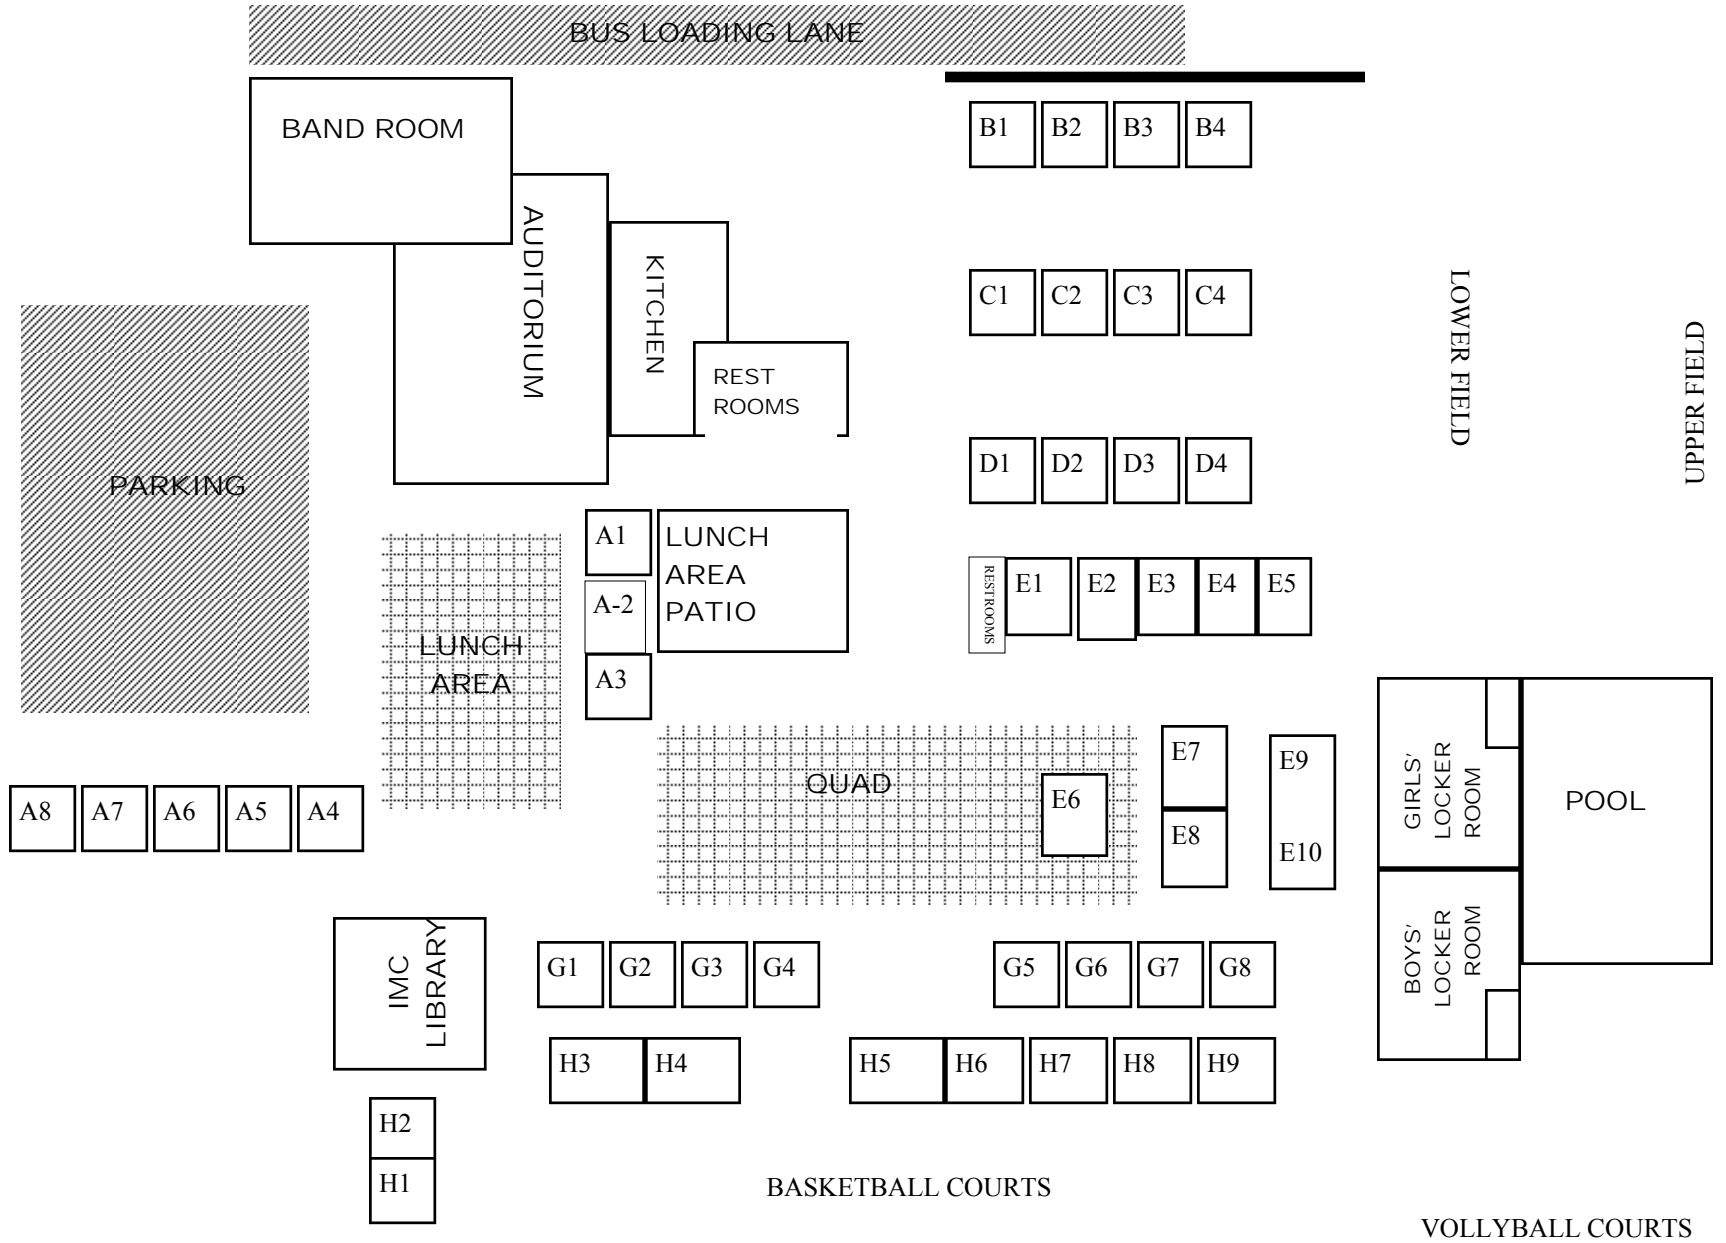 BUS LOADING LANE
BAND ROOM
B1 B2 B3 B4
AUDITORIUM
KITCHEN
C1 C2 C3 C4
LOWER FIELD
UPPER FIELD
REST
ROOMS
PARKING
D1 D2 D3 D4
A1
LUNCH
AREA
PATIO
A-2
A3
LUNCH
AREA
RESTROOMS
E1 E2 E3 E4 E5
A8 A7 A6 A5 A4
QUAD
E6
E7
E8
E9
E10
GIRLS'
LOCKER
ROOM
POOL
BOYS'
LOCKER
ROOM
IMC
LIBRARY
G1 G2 G3 G4
G5 G6 G7 G8
H3 H4
H5 H6 H7 H8 H9
H2
H1
BASKETBALL COURTS
VOLLYBALL COURTS